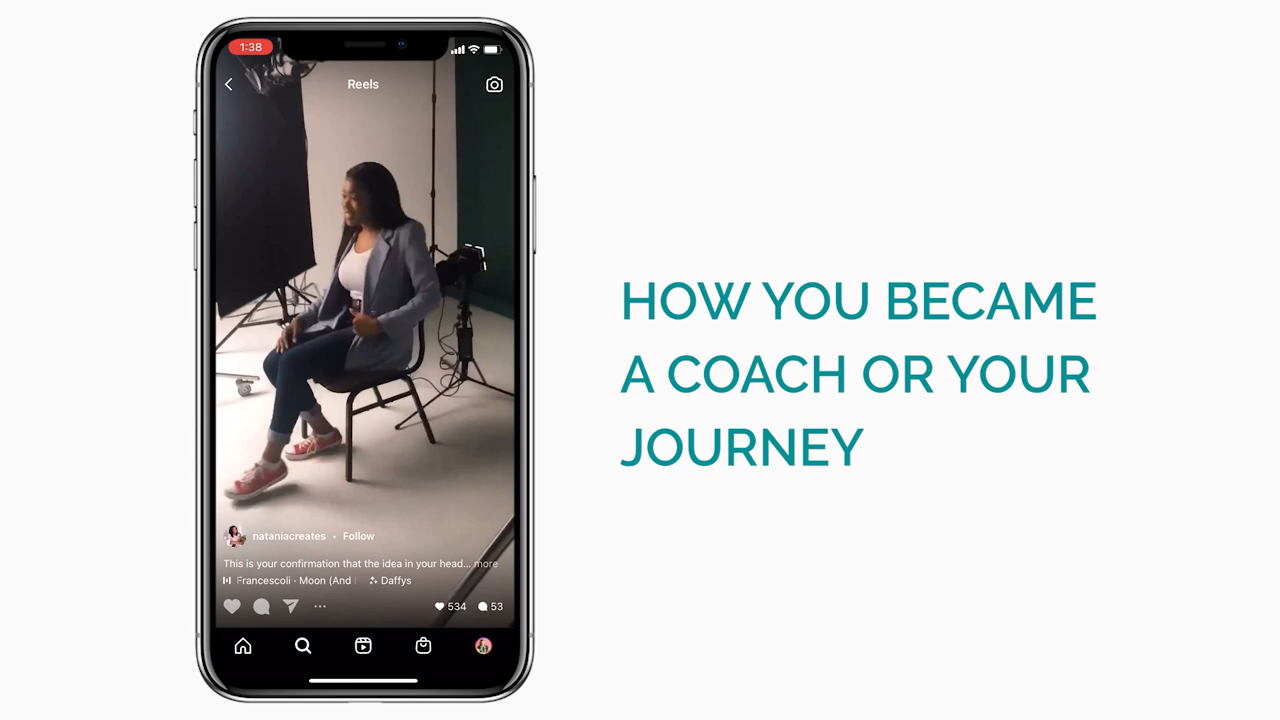 1:38
Reels
HOW YOU BECAME
A COACH OR YOUR
JOURNEY
nataniacreates · Follow
This is your confirmation that the idea in your head... more
Francescoli · Moon (And Daffys
534 53